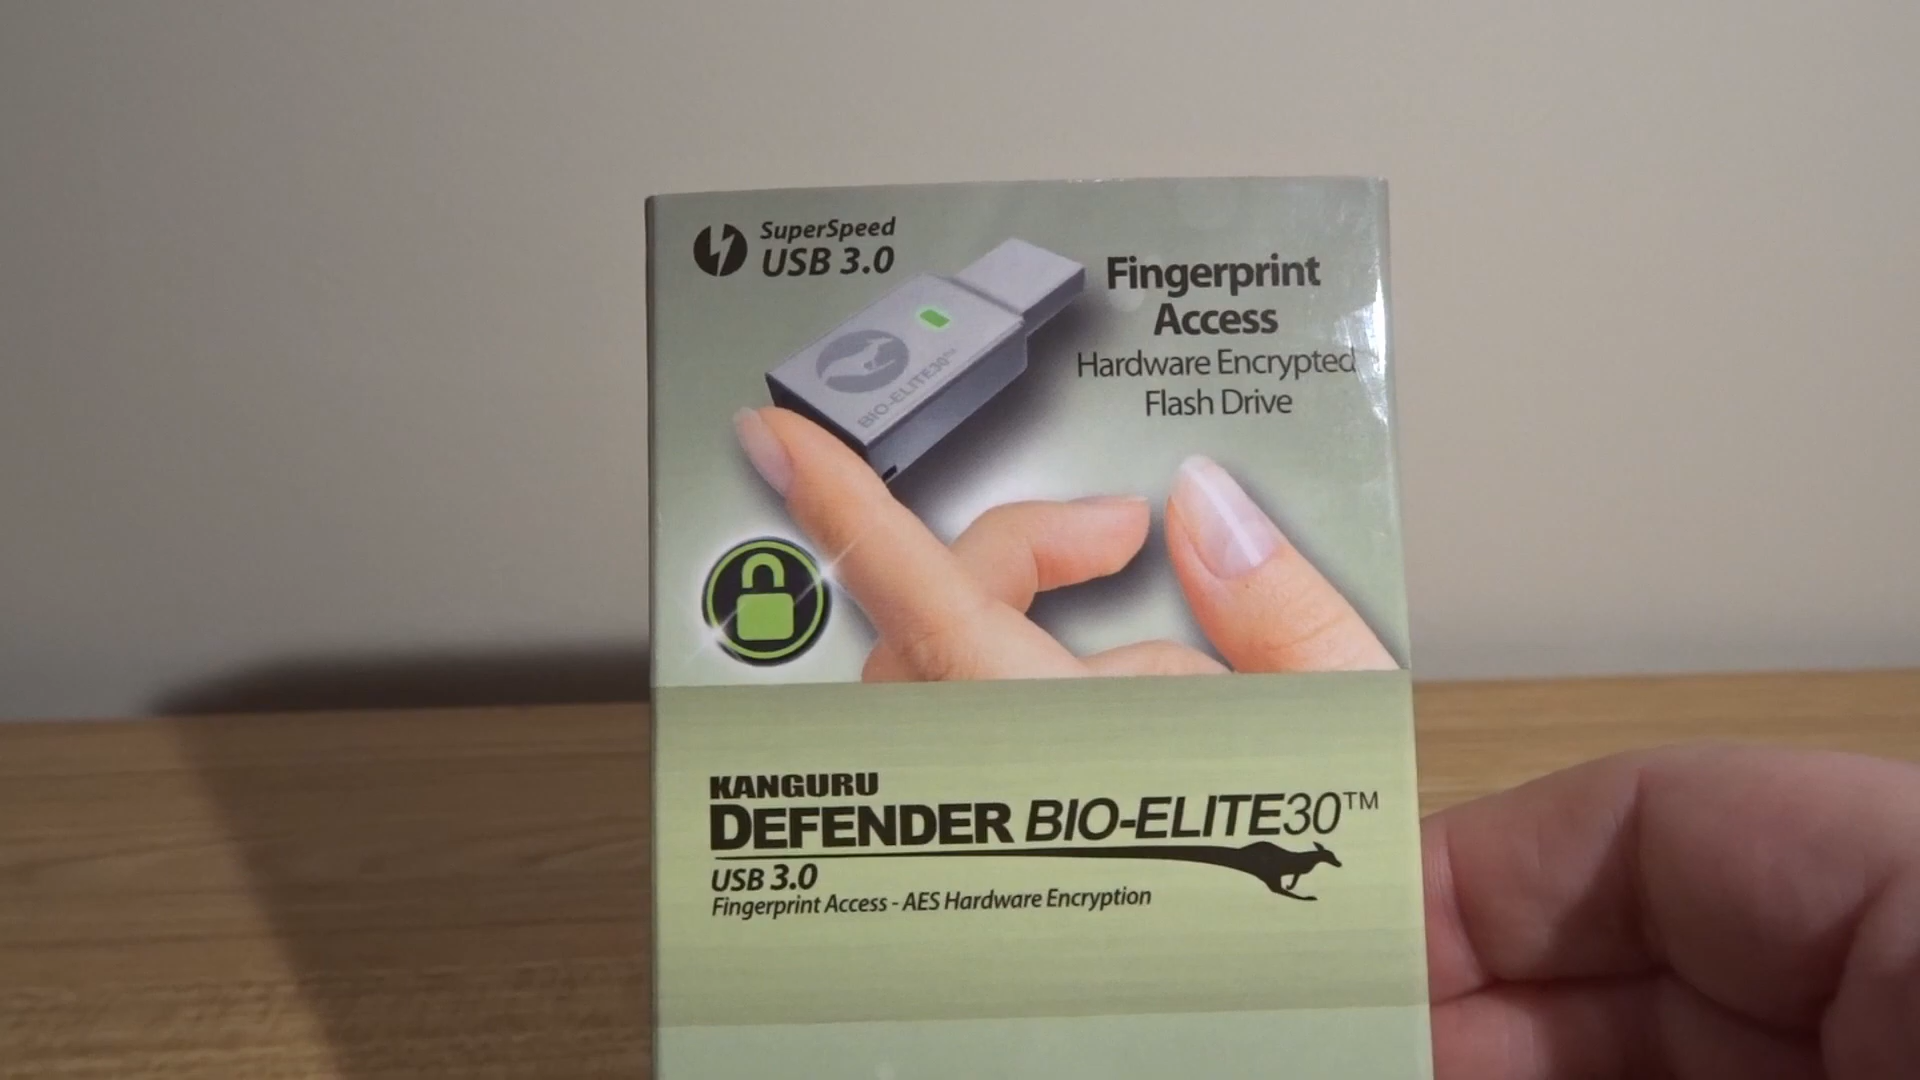 SuperSpeed
USB 3.0
Fingerprint
Access
Hardware Encrypted
Flash Drive
BIO-ELITE30™
KANGURU
DEFENDER BIO-ELITE30™
USB 3.0
Fingerprint Access - AES Hardware Encryption